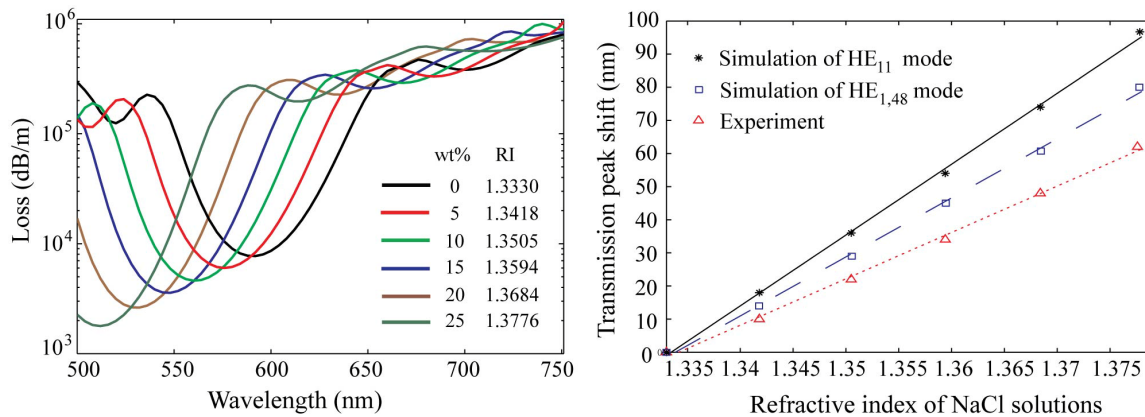 10^6
10^5
10^4
10^3
Loss (dB/m)
wt% RI
0 1.3330
5 1.3418
10 1.3505
15 1.3594
20 1.3684
25 1.3776
500 550 600 650 700 750
Wavelength (nm)
100
90
80
70
60
50
40
30
20
10
0
Transmission peak shift (nm)
Simulation of HE11 mode
Simulation of HE1,48 mode
Experiment
1.335 1.34 1.345 1.35 1.355 1.36 1.365 1.37 1.375
Refractive index of NaCl solutions